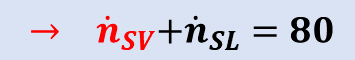 → ṅ_SV + ṅ_SL = 80